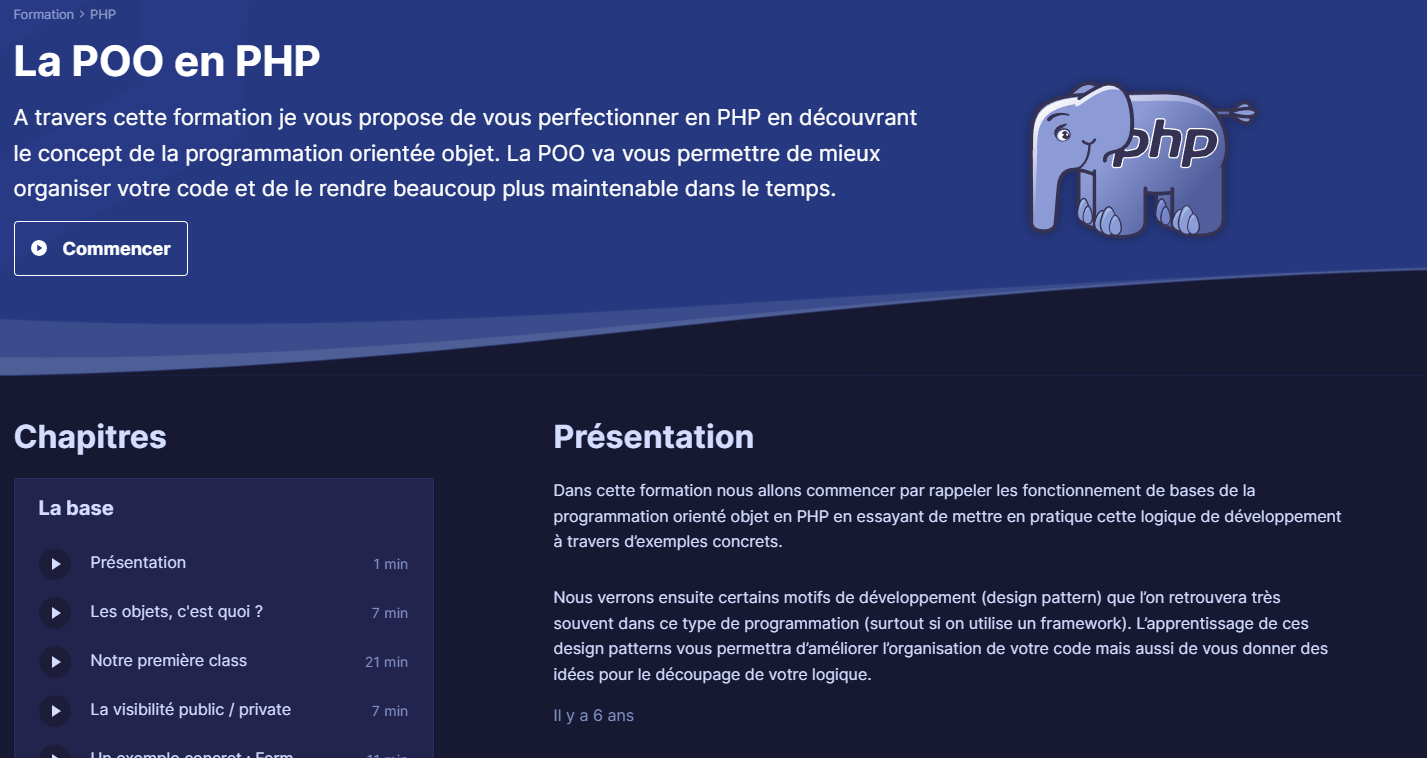 Formation > PHP
La POO en PHP
A travers cette formation je vous propose de vous perfectionner en PHP en découvrant
le concept de la programmation orientée objet. La POO va vous permettre de mieux
organiser votre code et de le rendre beaucoup plus maintenable dans le temps.
Commencer
php
Chapitres
La base
Présentation 1 min
Les objets, c'est quoi ? 7 min
Notre première class 21 min
La visibilité public / private 7 min
Un exemple concret : Form 11 min
Présentation
Dans cette formation nous allons commencer par rappeler les fonctionnement de bases de la
programmation orienté objet en PHP en essayant de mettre en pratique cette logique de développement
à travers d’exemples concrets.
Nous verrons ensuite certains motifs de développement (design pattern) que l’on retrouvera très
souvent dans ce type de programmation (surtout si on utilise un framework). L’apprentissage de ces
design patterns vous permettra d’améliorer l’organisation de votre code mais aussi de vous donner des
idées pour le découpage de votre logique.
Il y a 6 ans